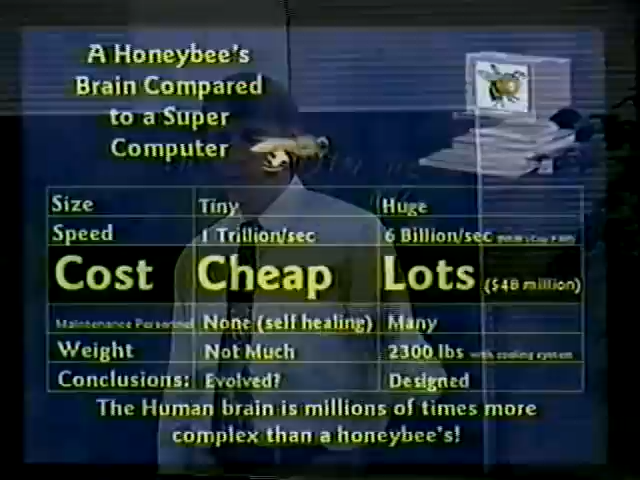 A Honeybee's
Brain Compared
to a Super
Computer
Size Tiny Huge
Speed 1 Trillion/sec 6 Billion/sec
Cost Cheap Lots ($48 million)
Maintenance Personnel None (self healing) Many
Weight Not Much 2300 lbs with cooling system
Conclusions: Evolved? Designed
The Human brain is millions of times more
complex than a honeybee's!